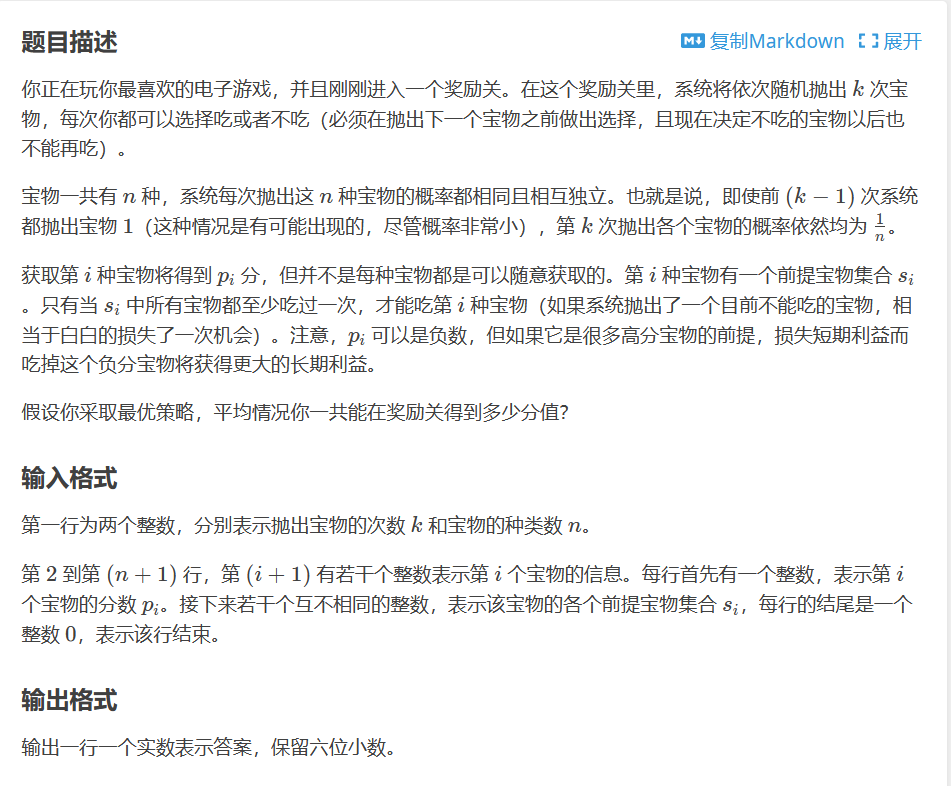 题目描述
复制Markdown 展开
你正在玩你最喜欢的电子游戏，并且刚刚进入一个奖励关。在这个奖励关里，系统将依次随机抛出 k 次宝
物，每次你都可以选择吃或者不吃（必须在抛出下一个宝物之前做出选择，且现在决定不吃的宝物以后也
不能再吃）。
宝物一共有 n 种，系统每次抛出这 n 种宝物的概率都相同且相互独立。也就是说，即使前 (k − 1) 次系统
都抛出宝物 1（这种情况是有可能出现的，尽管概率非常小），第 k 次抛出各个宝物的概率依然均为 1/n。
获取第 i 种宝物将得到 pᵢ 分，但并不是每种宝物都是可以随意获取的。第 i 种宝物有一个前提宝物集合 sᵢ
。只有当 sᵢ 中所有宝物都至少吃过一次，才能吃第 i 种宝物（如果系统抛出了一个目前不能吃的宝物，相
当于白白的损失了一次机会）。注意，pᵢ 可以是负数，但如果它是很多高分宝物的前提，损失短期利益而
吃掉这个负分宝物将获得更大的长期利益。
假设你采取最优策略，平均情况你一共能在奖励关得到多少分值？
输入格式
第一行为两个整数，分别表示抛出宝物的次数 k 和宝物的种类数 n。
第 2 到第 (n + 1) 行，第 (i + 1) 有若干个整数表示第 i 个宝物的信息。每行首先有一个整数，表示第 i
个宝物的分数 pᵢ。接下来若干个互不相同的整数，表示该宝物的各个前提宝物集合 sᵢ，每行的结尾是一个
整数 0，表示该行结束。
输出格式
输出一行一个实数表示答案，保留六位小数。